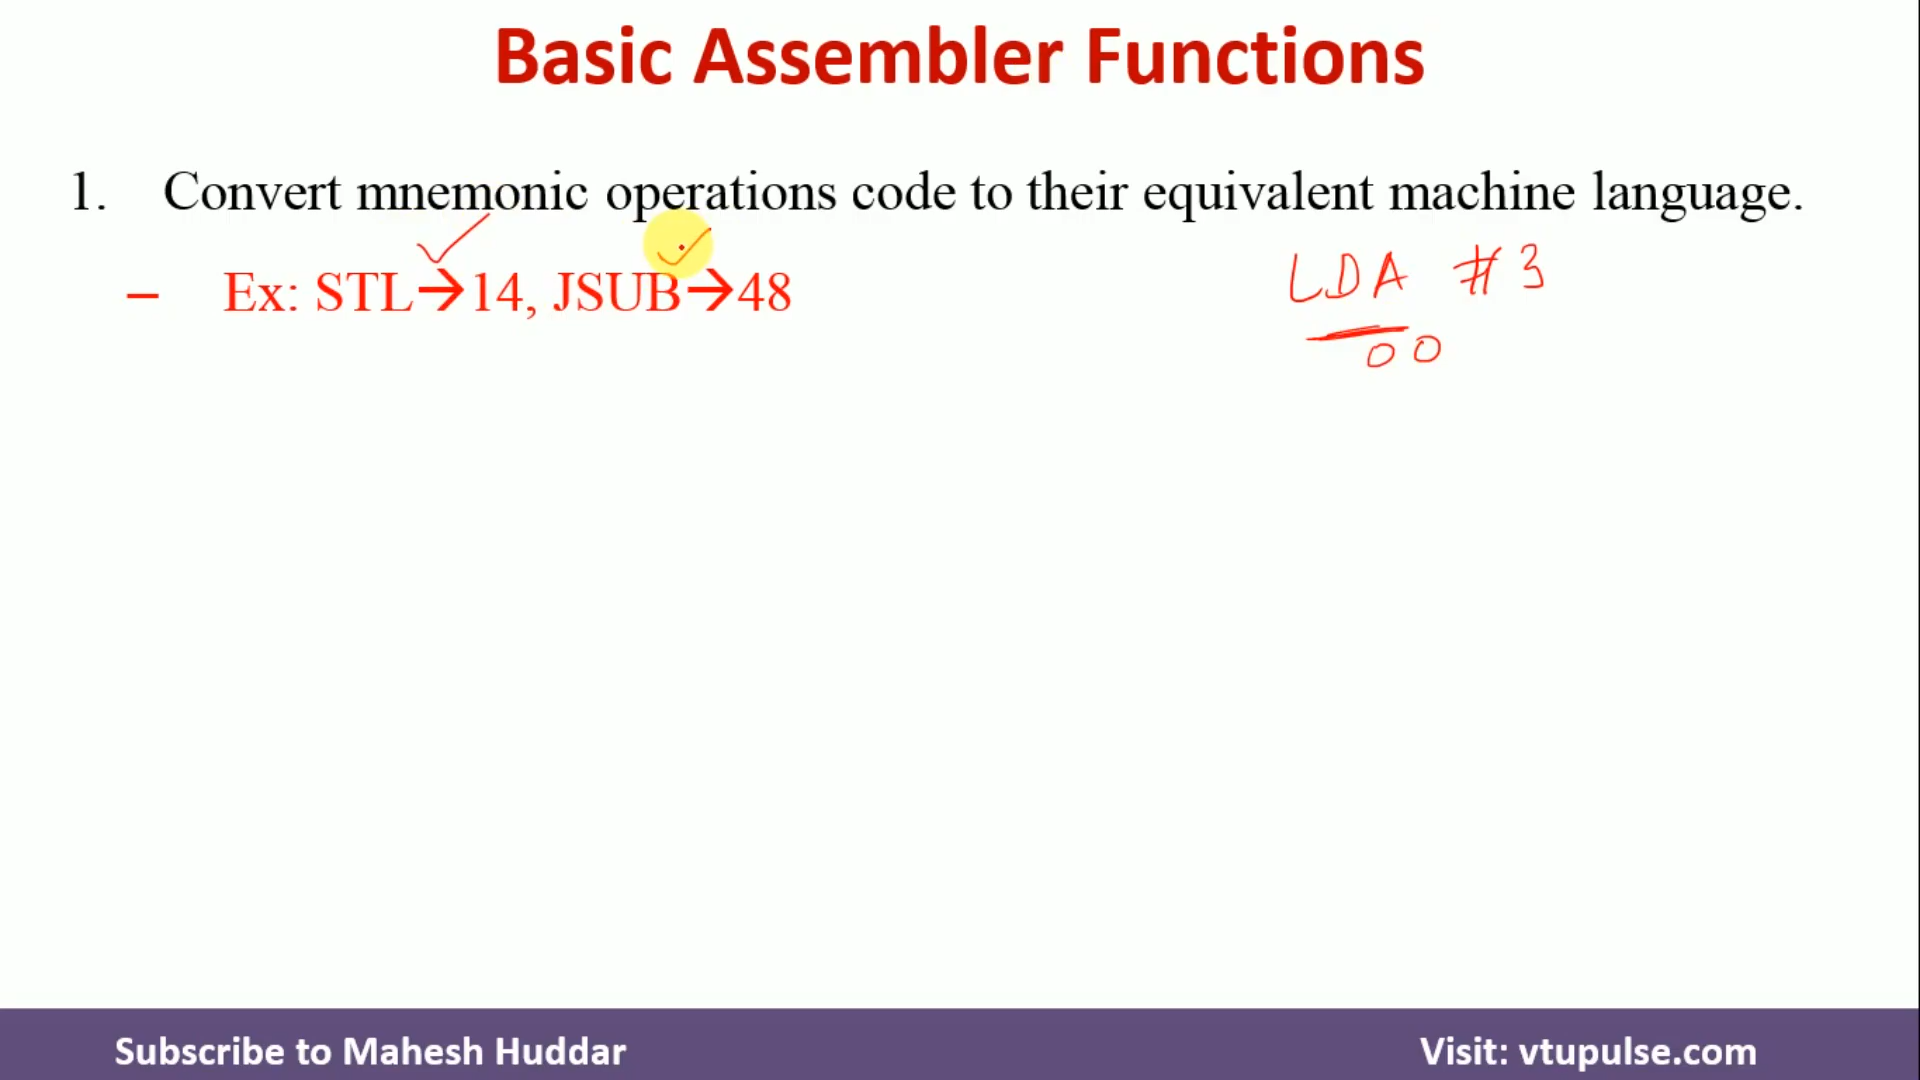 Basic Assembler Functions
1. Convert mnemonic operations code to their equivalent machine language.
– Ex: STL→14, JSUB→48
LDA #3
00
Subscribe to Mahesh Huddar
Visit: vtupulse.com